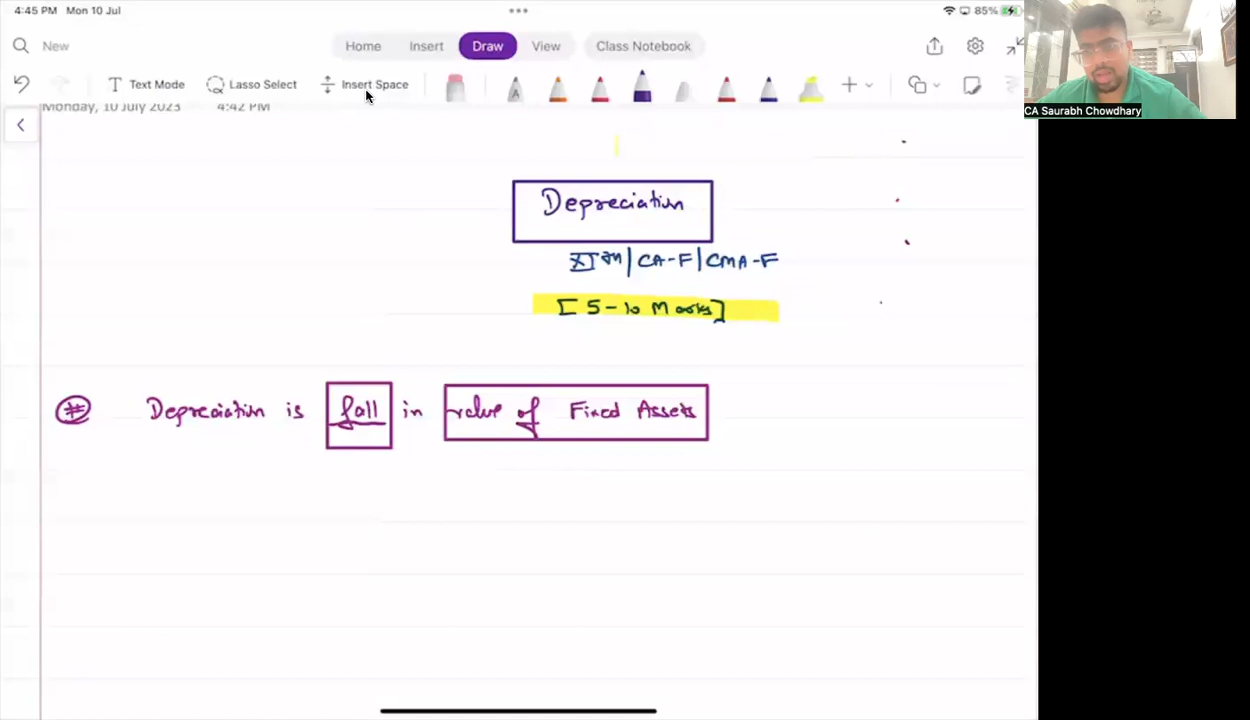 4:45 PM Mon 10 Jul
85%
New
Home Insert Draw View Class Notebook
Text Mode Lasso Select Insert Space
A
CA Saurabh Chowdhary
Monday, 10 July 2023 4:42 PM
Depreciation
XI th | CA-F | CMA-F
[ 5-10 Marks ]
# Depreciation is fall in value of Fixed Assets